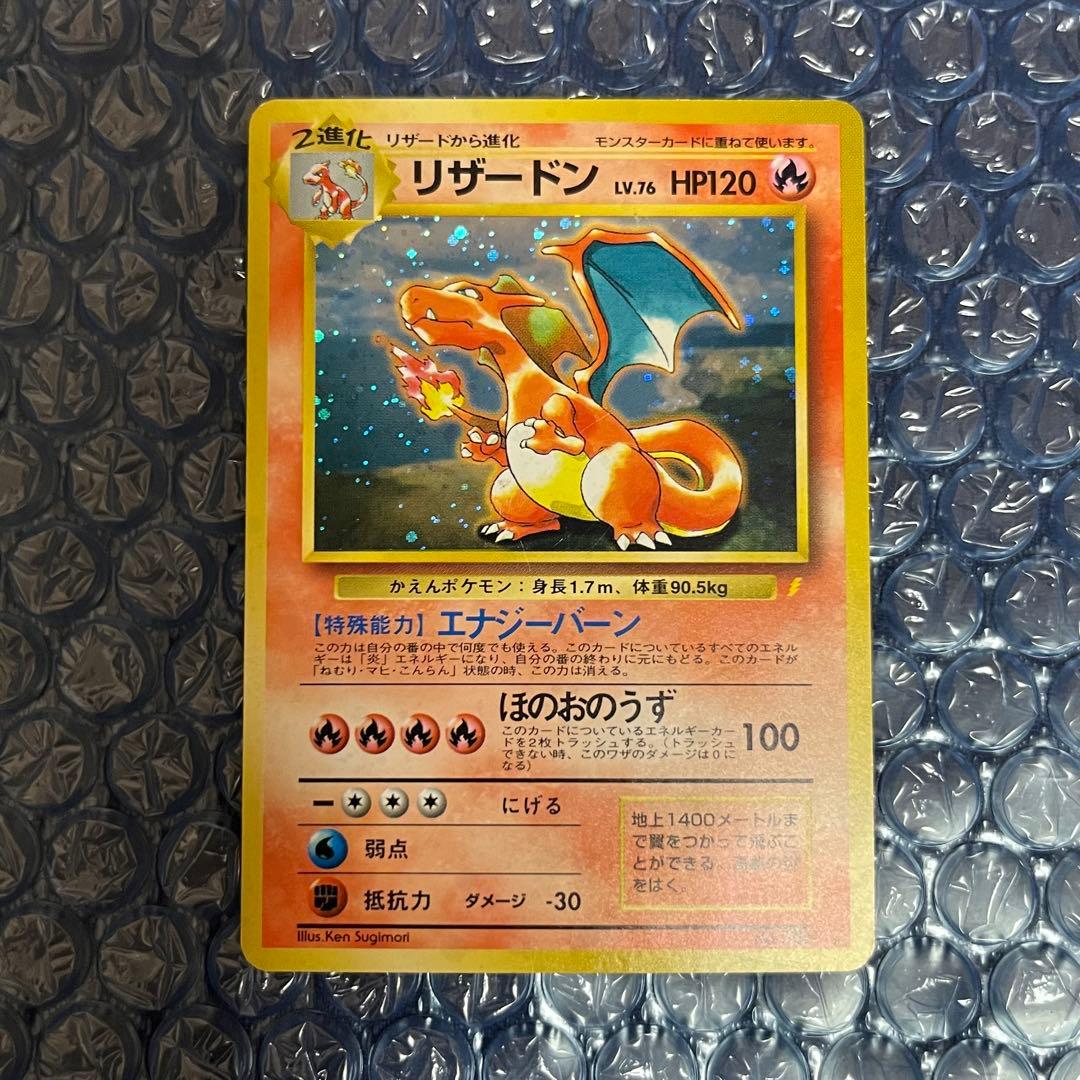 2進化 リザードから進化 モンスターカードに重ねて使います。
リザードン LV.76 HP120
かえんポケモン：身長1.7m、体重90.5kg
【特殊能力】エナジーバーン
この力は自分の番の中で何度でも使える。このカードについているすべてのエネル
ギーは「炎」エネルギーになり、自分の番の終わりに元にもどる。このカードが
「ねむり・マヒ・こんらん」状態の時、この力は消える。
ほのおのうず
このカードについているエネルギーカー
ドを2枚トラッシュする。（トラッシュ
できない時、このワザのダメージは0に
なる）
100
にげる
弱点
抵抗力 ダメージ -30
地上1400メートルま
で翼をつかって飛ぶこ
とができる。
をはく。
Illus.Ken Sugimori